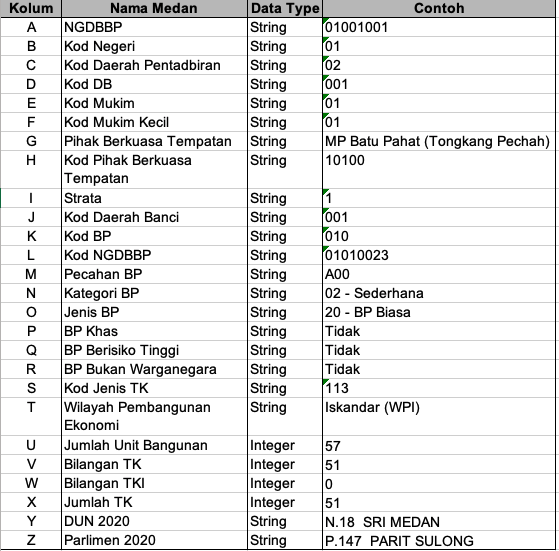 Kolum Nama Medan Data Type Contoh
A NGDBBP String 01001001
B Kod Negeri String 01
C Kod Daerah Pentadbiran String 02
D Kod DB String 001
E Kod Mukim String 01
F Kod Mukim Kecil String 01
G Pihak Berkuasa Tempatan String MP Batu Pahat (Tongkang Pechah)
H Kod Pihak Berkuasa String 10100
Tempatan
I Strata String 1
J Kod Daerah Banci String 001
K Kod BP String 010
L Kod NGDBBP String 01010023
M Pecahan BP String A00
N Kategori BP String 02 - Sederhana
O Jenis BP String 20 - BP Biasa
P BP Khas String Tidak
Q BP Berisiko Tinggi String Tidak
R BP Bukan Warganegara String Tidak
S Kod Jenis TK String 113
T Wilayah Pembangunan String Iskandar (WPI)
Ekonomi
U Jumlah Unit Bangunan Integer 57
V Bilangan TK Integer 51
W Bilangan TKI Integer 0
X Jumlah TK Integer 51
Y DUN 2020 String N.18 SRI MEDAN
Z Parlimen 2020 String P.147 PARIT SULONG